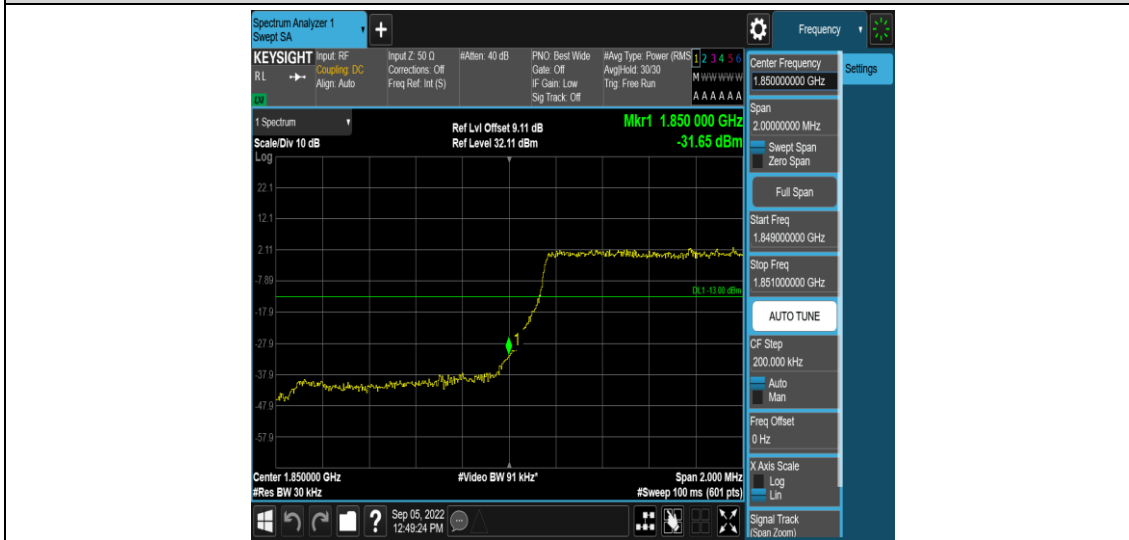 Spectrum Analyzer 1
Swept SA
+
Frequency
KEYSIGHT
RL
Input: RF
Coupling: DC
Align: Auto
Input Z: 50 Ω
Corrections: Off
Freq Ref: Int (S)
#Atten: 40 dB
PNO: Best Wide
Gate: Off
IF Gain: Low
Sig Track: Off
#Avg Type: Power (RMS
Avg|Hold: 30/30
Trig: Free Run
1 2 3 4 5 6
M W W W W W
A A A A A A
1 Spectrum
Scale/Div 10 dB
Log
Ref Lvl Offset 9.11 dB
Ref Level 32.11 dBm
Mkr1 1.850 000 GHz
-31.65 dBm
22.1
12.1
2.11
-7.89
-17.9
-27.9
-37.9
-47.9
-57.9
DL1 -13.00 dBm
1
Center 1.850000 GHz
#Res BW 30 kHz
#Video BW 91 kHz*
Span 2.000 MHz
#Sweep 100 ms (601 pts)
?
Sep 05, 2022
12:49:24 PM
Center Frequency
1.850000000 GHz
Span
2.00000000 MHz
Swept Span
Zero Span
Full Span
Start Freq
1.849000000 GHz
Stop Freq
1.851000000 GHz
AUTO TUNE
CF Step
200.000 kHz
Auto
Man
Freq Offset
0 Hz
X Axis Scale
Log
Lin
Signal Track
(Span Zoom)
Settings